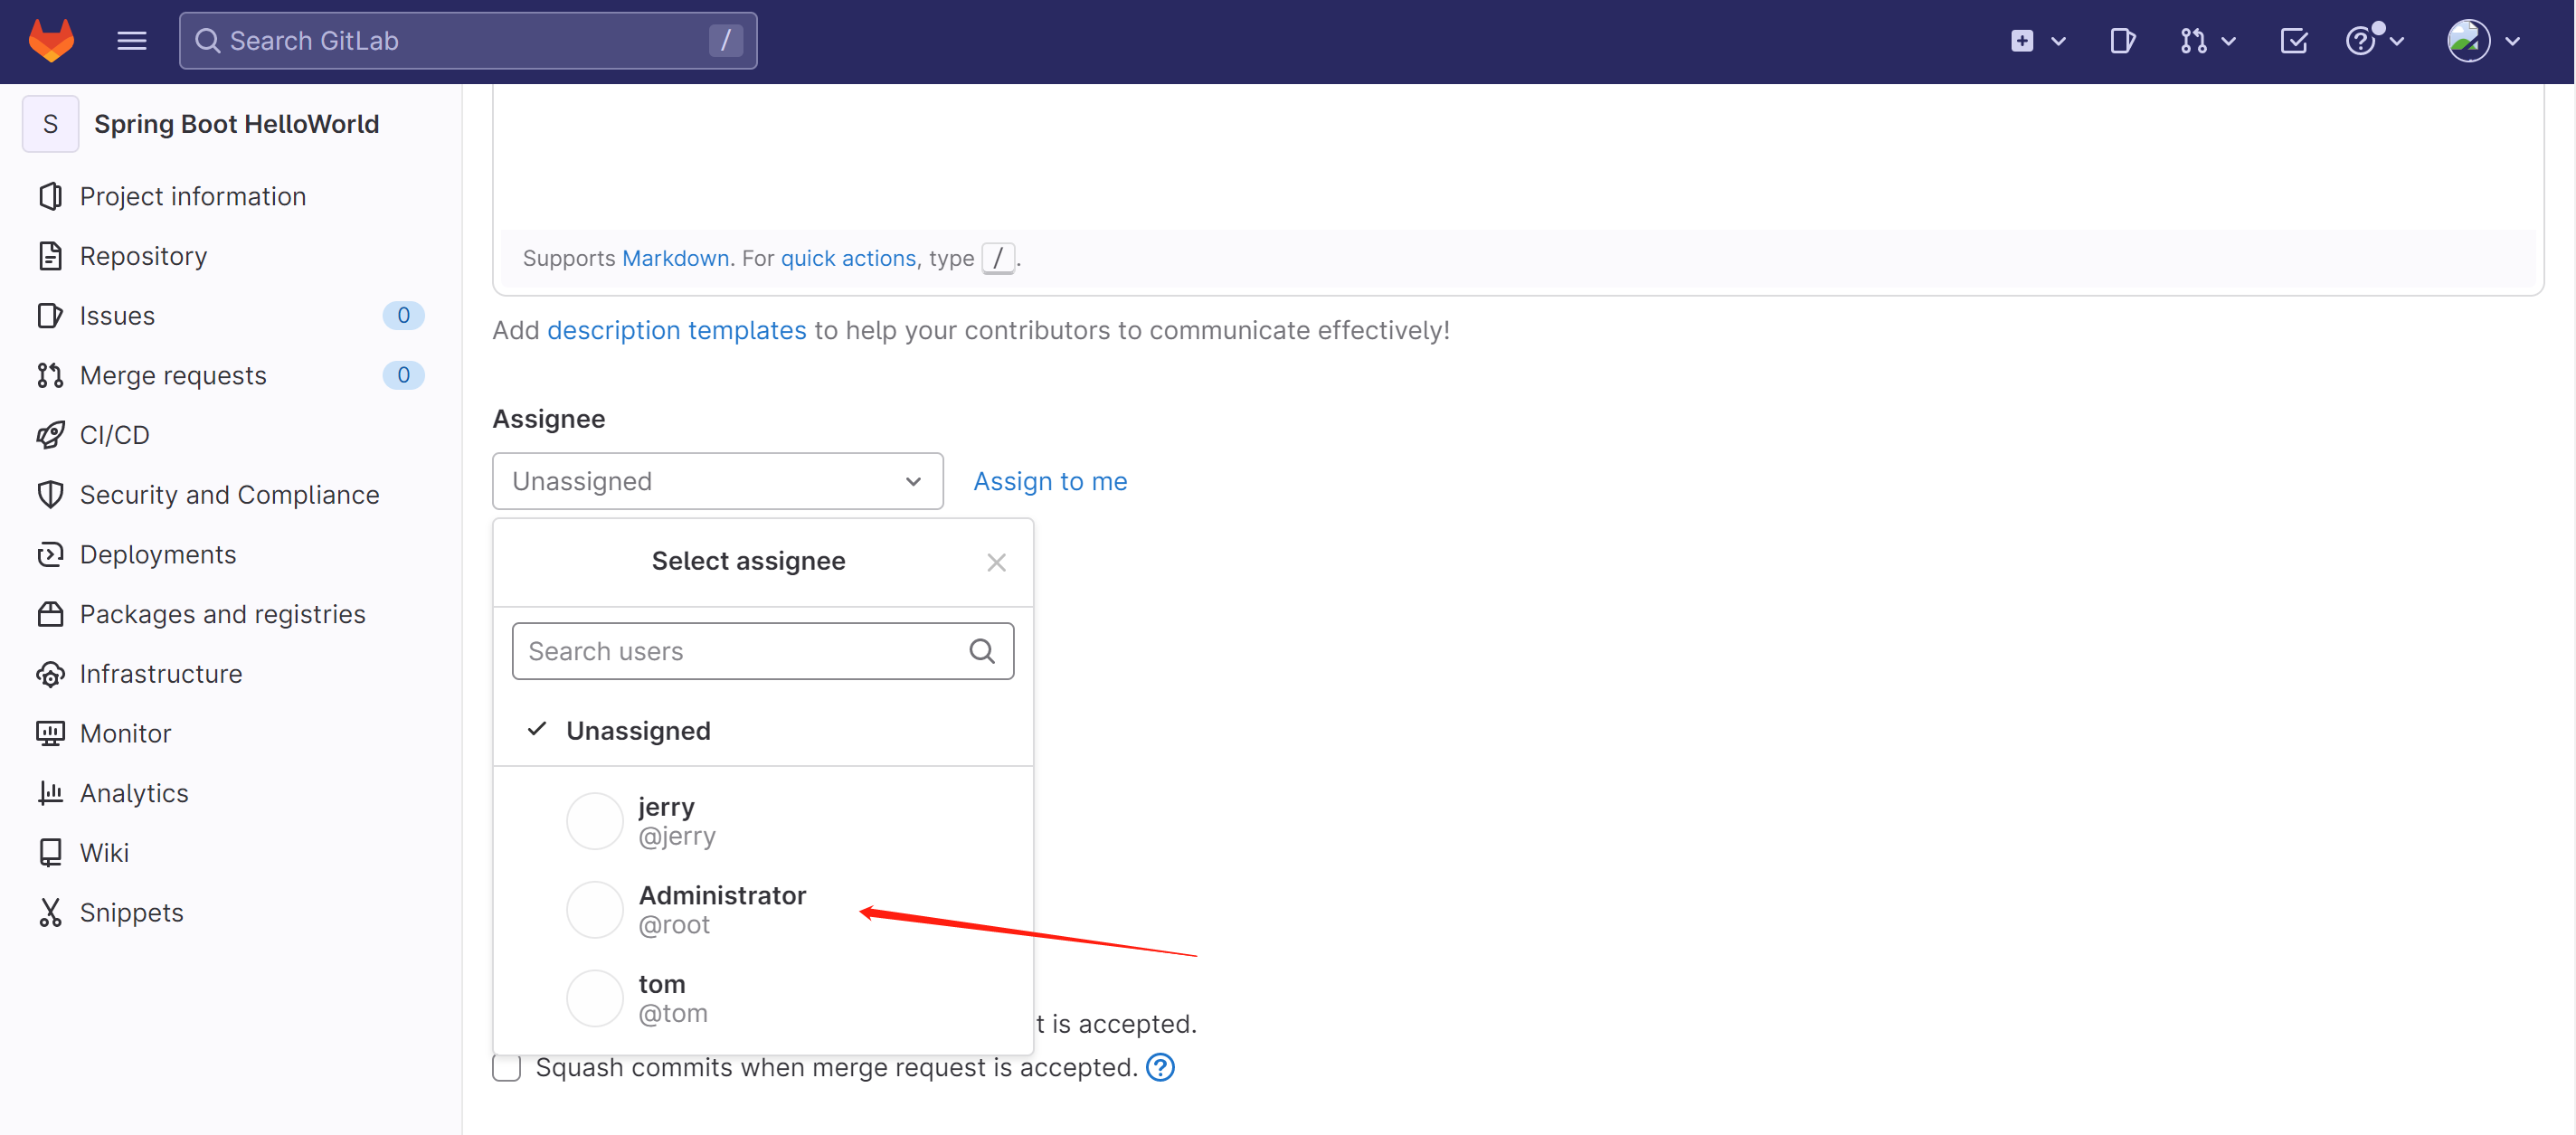 Search GitLab /
S Spring Boot HelloWorld
Project information
Repository
Issues 0
Merge requests 0
CI/CD
Security and Compliance
Deployments
Packages and registries
Infrastructure
Monitor
Analytics
Wiki
Snippets
Supports Markdown. For quick actions, type /.
Add description templates to help your contributors to communicate effectively!
Assignee
Unassigned Assign to me
Select assignee
Search users
Unassigned
jerry
@jerry
Administrator
@root
tom
@tom
t is accepted.
Squash commits when merge request is accepted. ?